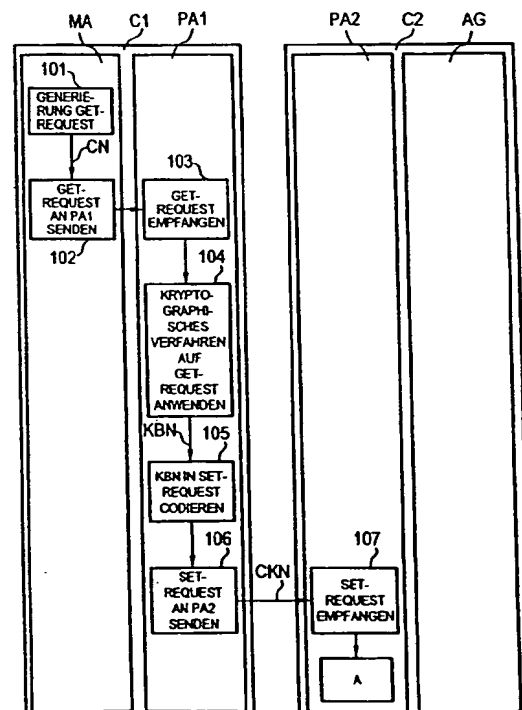 MA C1 PA1 PA2 C2 AG
101
GENERIE-
RUNG GET-
REQUEST
CN
103
GET-
REQUEST
AN PA1
SENDEN
GET-
REQUEST
EMPFANGEN
102
104
KRYPTO-
GRAPHI-
SCHES
VERFAHREN
AUF
GET-
REQUEST
ANWENDEN
KBN
105
KBN IN SET-
REQUEST
CODIEREN
106
SET-
REQUEST
AN PA2
SENDEN
CKN
107
SET-
REQUEST
EMPFANGEN
A